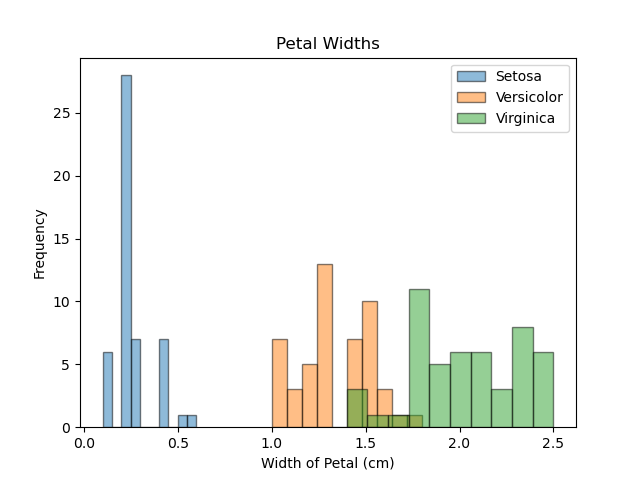 Petal Widths
Setosa
Versicolor
Virginica
Frequency
25
20
15
10
5
0
0.0 0.5 1.0 1.5 2.0 2.5
Width of Petal (cm)